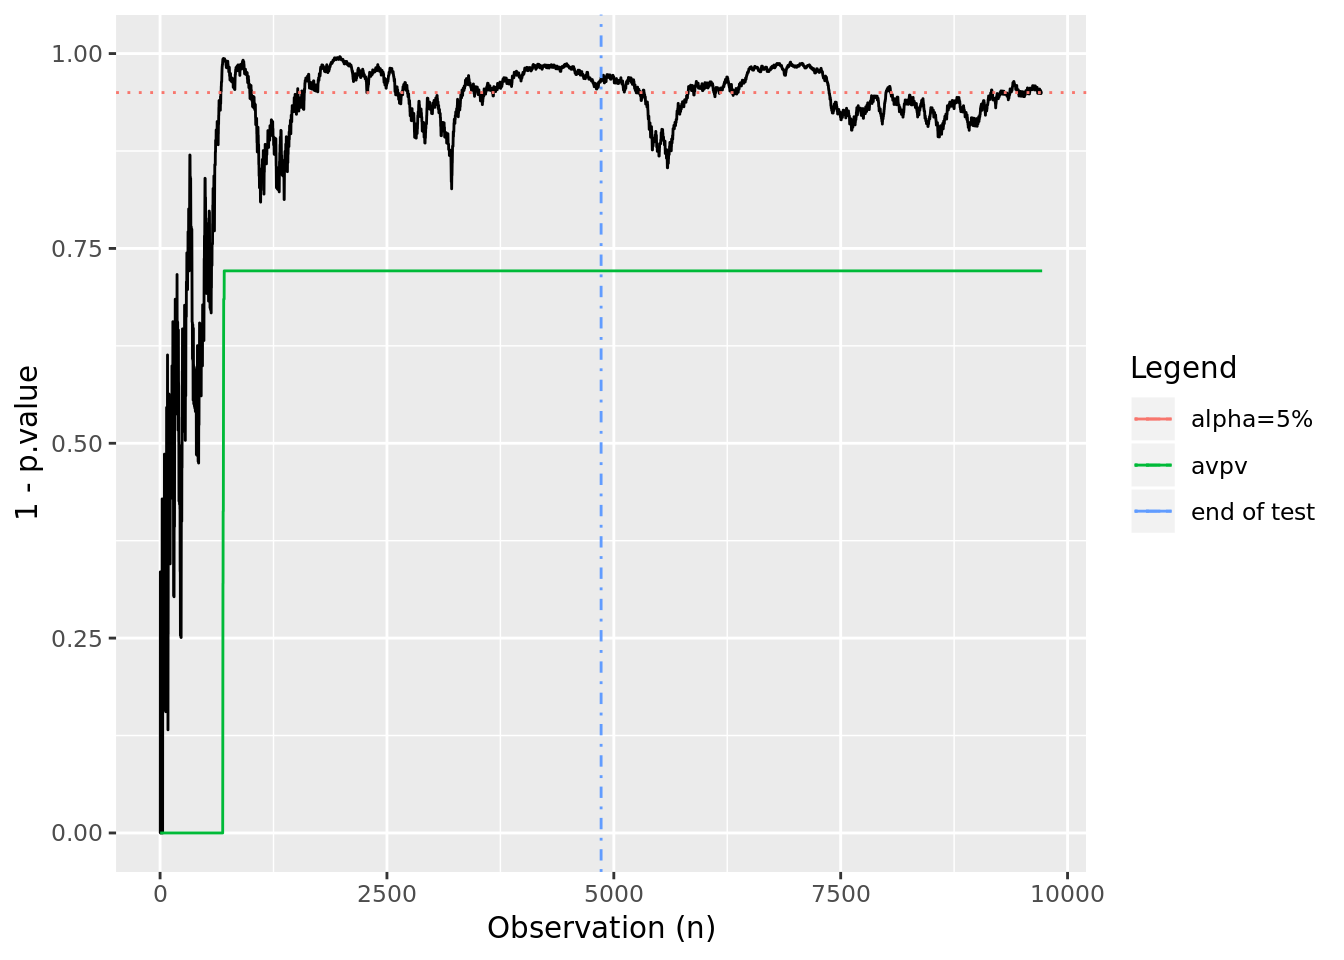 1.00
0.75
0.50
0.25
0.00
1 - p.value
0
2500
5000
7500
10000
Observation (n)
Legend
alpha=5%
avpv
end of test